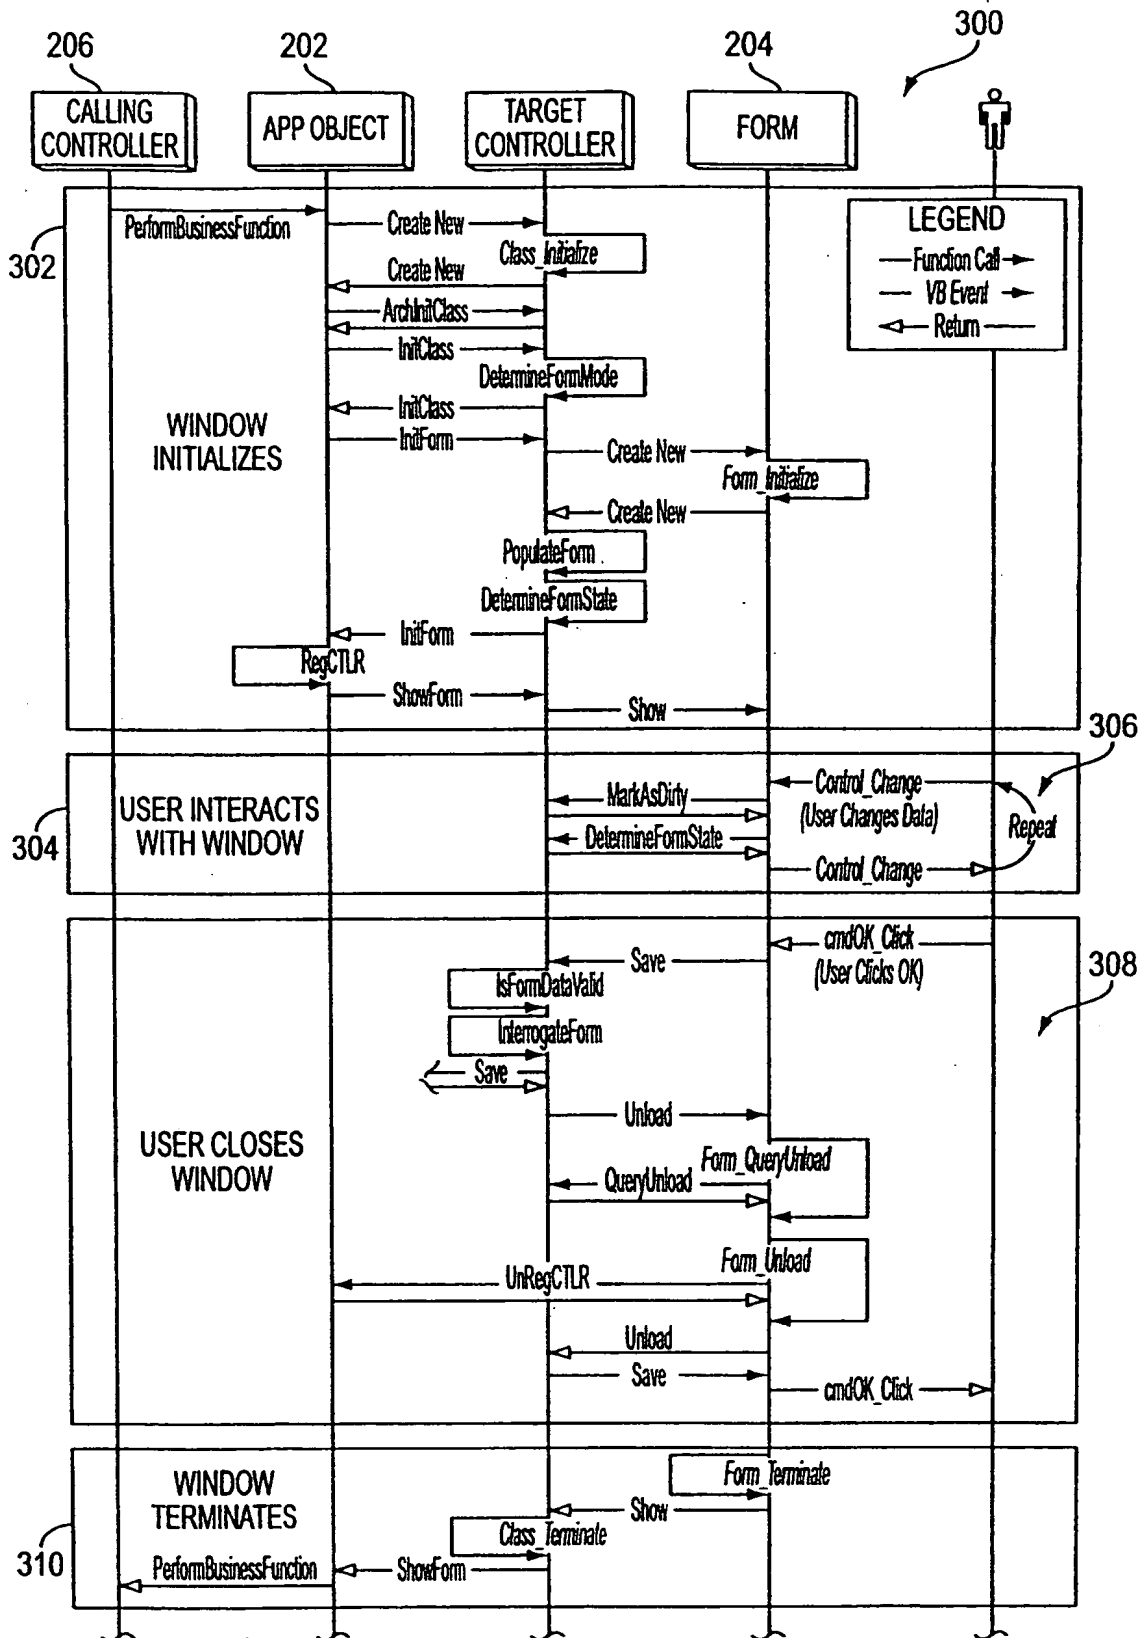 300
206
202
204
CALLING
CONTROLLER
APP OBJECT
TARGET
CONTROLLER
FORM
LEGEND
Function Call
VB Event
Return
302
PerformBusinessFunction
Create New
Class_Initialize
Create New
ArchInitClass
InitClass
DetermineFormMode
InitClass
WINDOW
INITIALIZES
InitForm
Create New
Form_Initialize
Create New
PopulateForm
DetermineFormState
InitForm
RegCTLR
ShowForm
Show
306
304
USER INTERACTS
WITH WINDOW
Control_Change
(User Changes Data)
MarkAsDirty
DetermineFormState
Repeat
Control_Change
308
cmdOK_Click
(User Clicks OK)
Save
IsFormDataValid
InterrogateForm
Save
Unload
USER CLOSES
WINDOW
Form_QueryUnload
QueryUnload
Form_Unload
UnRegCTLR
Unload
Save
cmdOK_Click
310
WINDOW
TERMINATES
Form_Terminate
Show
Class_Terminate
ShowForm
PerformBusinessFunction